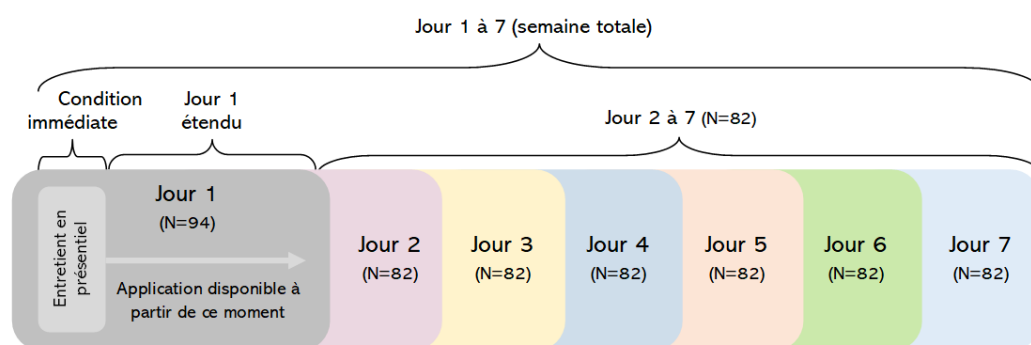 Jour 1 à 7 (semaine totale)
Condition
immédiate
Jour 1
étendu
Jour 2 à 7 (N=82)
Entretient en
présentiel
Jour 1
(N=94)
Application disponible à
partir de ce moment
Jour 2
(N=82)
Jour 3
(N=82)
Jour 4
(N=82)
Jour 5
(N=82)
Jour 6
(N=82)
Jour 7
(N=82)